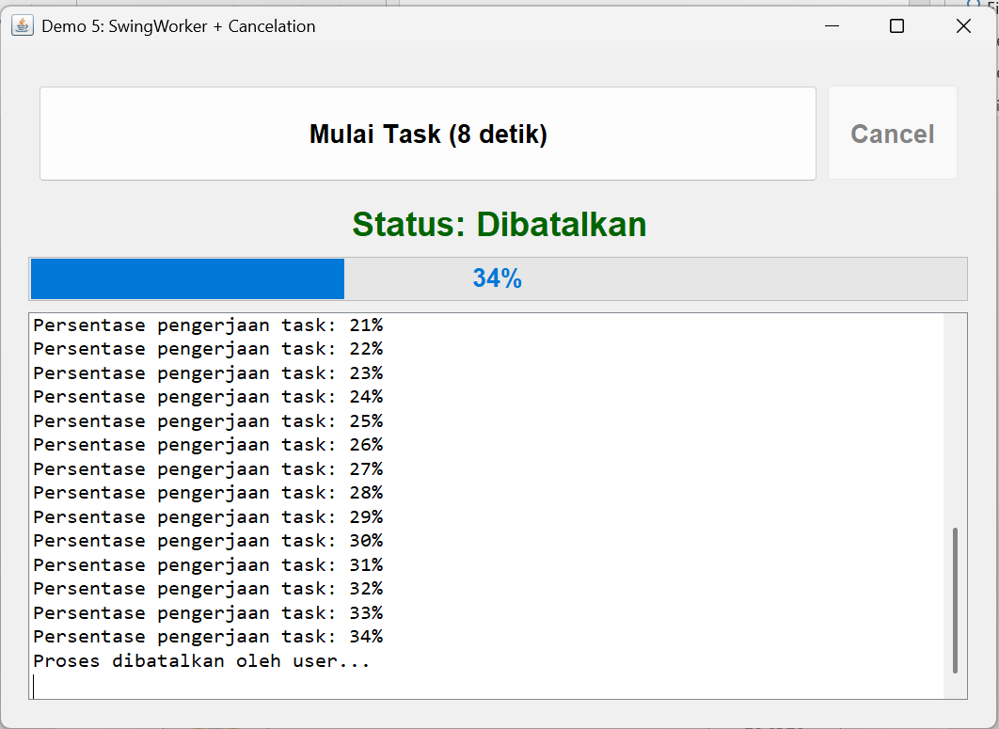 Demo 5: SwingWorker + Cancelation
Mulai Task (8 detik)
Cancel
Status: Dibatalkan
34%
Persentase pengerjaan task: 21%
Persentase pengerjaan task: 22%
Persentase pengerjaan task: 23%
Persentase pengerjaan task: 24%
Persentase pengerjaan task: 25%
Persentase pengerjaan task: 26%
Persentase pengerjaan task: 27%
Persentase pengerjaan task: 28%
Persentase pengerjaan task: 29%
Persentase pengerjaan task: 30%
Persentase pengerjaan task: 31%
Persentase pengerjaan task: 32%
Persentase pengerjaan task: 33%
Persentase pengerjaan task: 34%
Proses dibatalkan oleh user...